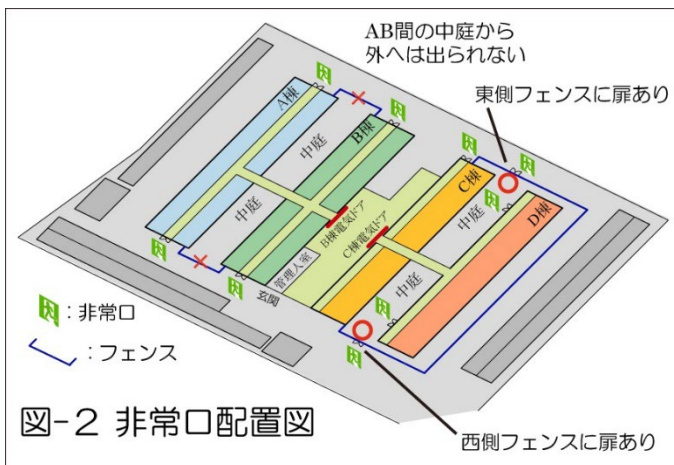 AB間の中庭から
外へは出られない
東側フェンスに扉あり
A棟
中庭
B棟
中庭
B棟電気ドア
C棟電気ドア
C棟
中庭
D棟
中庭
管理人室
玄関
:非常口
:フェンス
図-2 非常口配置図
西側フェンスに扉あり